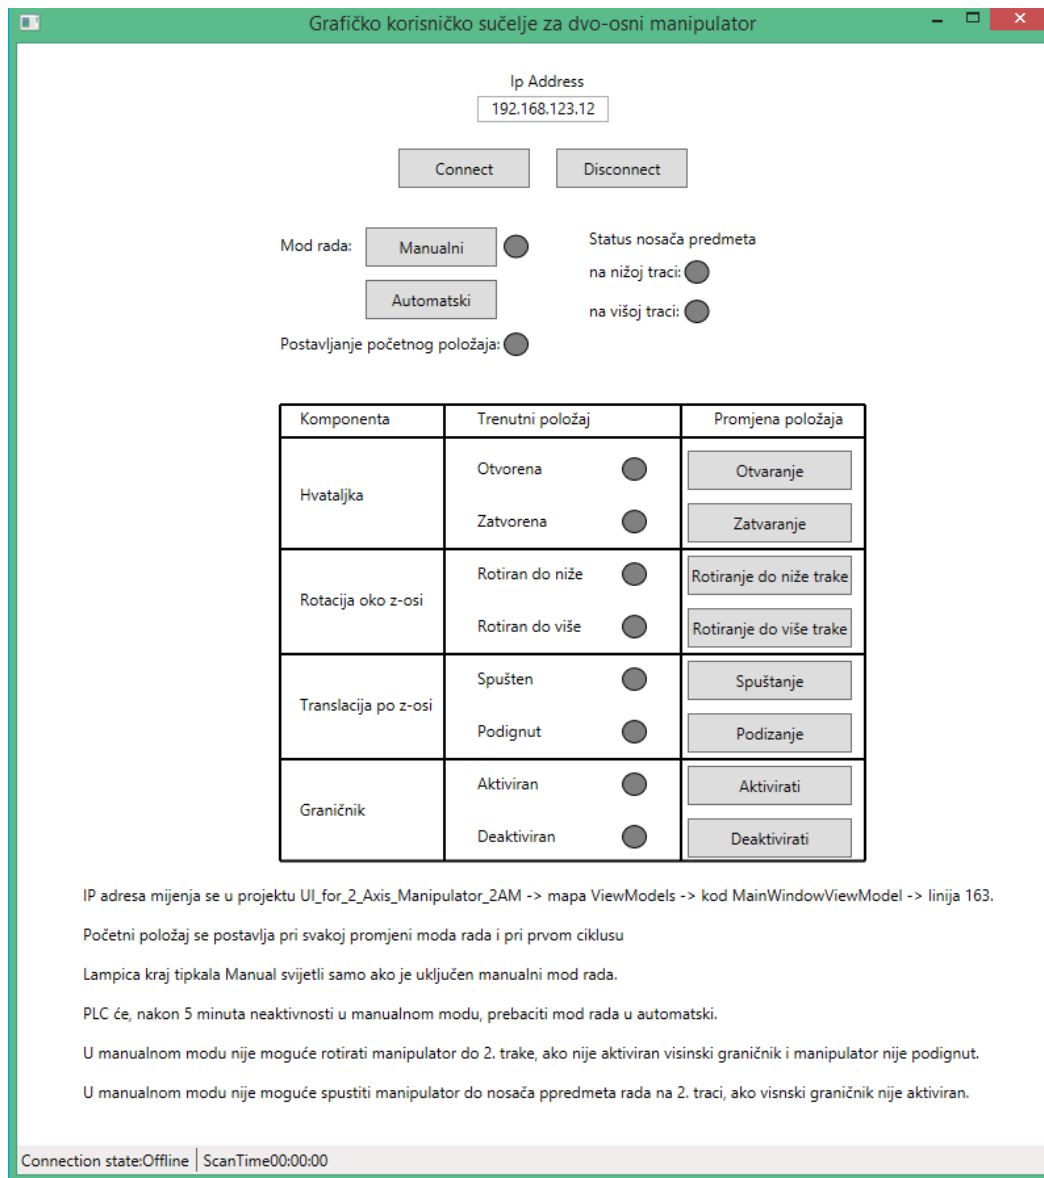 Grafičko korisničko sučelje za dvo-osni manipulator
Ip Address
192.168.123.12
Connect Disconnect
Mod rada: Manualni
Automatski
Postavljanje početnog položaja:
Status nosača predmeta
na nižoj traci:
na višoj traci:
Komponenta Trenutni položaj Promjena položaja
Hvataljka
Otvorena Otvaranje
Zatvorena Zatvaranje
Rotacija oko z-osi
Rotiran do niže Rotiranje do niže trake
Rotiran do više Rotiranje do više trake
Translacija po z-osi
Spušten Spuštanje
Podignut Podizanje
Graničnik
Aktiviran Aktivirati
Deaktiviran Deaktivirati
IP adresa mijenja se u projektu UI_for_2_Axis_Manipulator_2AM -> mapa ViewModels -> kod MainWindowViewModel -> linija 163.
Početni položaj se postavlja pri svakoj promjeni moda rada i pri prvom ciklusu
Lampica kraj tipkala Manual svijetli samo ako je uključen manualni mod rada.
PLC će, nakon 5 minuta neaktivnosti u manualnom modu, prebaciti mod rada u automatski.
U manualnom modu nije moguće rotirati manipulator do 2. trake, ako nije aktiviran visinski graničnik i manipulator nije podignut.
U manualnom modu nije moguće spustiti manipulator do nosača ppredmeta rada na 2. traci, ako visnski graničnik nije aktiviran.
Connection state:Offline ScanTime00:00:00